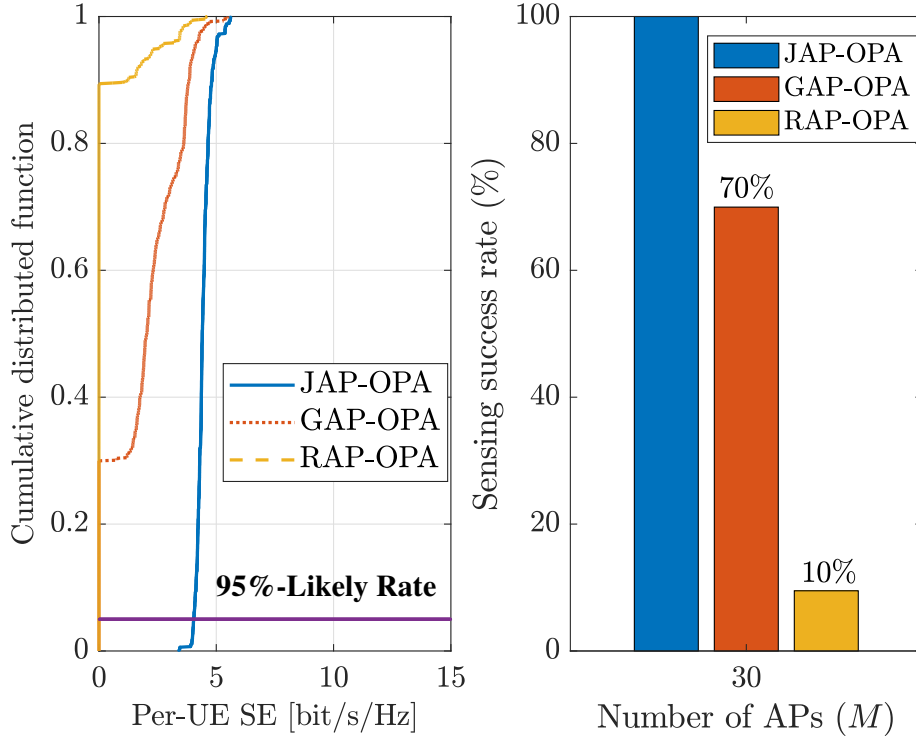 Cumulative distributed function
1
0.8
0.6
0.4
0.2
0
0
5
10
15
Per-UE SE [bit/s/Hz]
JAP-OPA
GAP-OPA
RAP-OPA
95%-Likely Rate
Sensing success rate (%)
100
80
60
40
20
0
30
Number of APs (M)
JAP-OPA
GAP-OPA
RAP-OPA
70%
10%